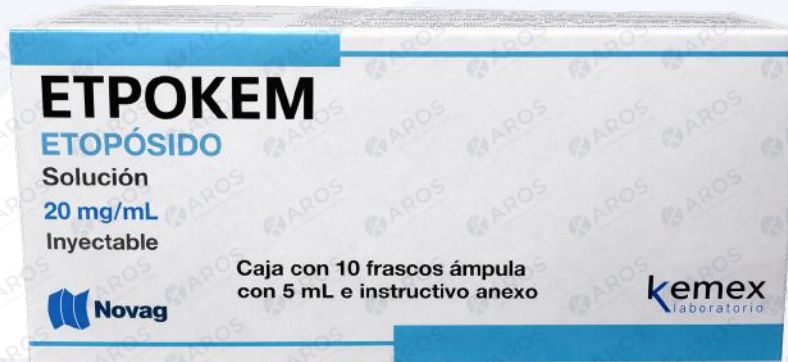 ETPOKEM
ETOPÓSIDO
Solución
20 mg/mL
Inyectable
Caja con 10 frascos ámpula
con 5 mL e instructivo anexo
Novag
kemex
laboratorio
KAROS